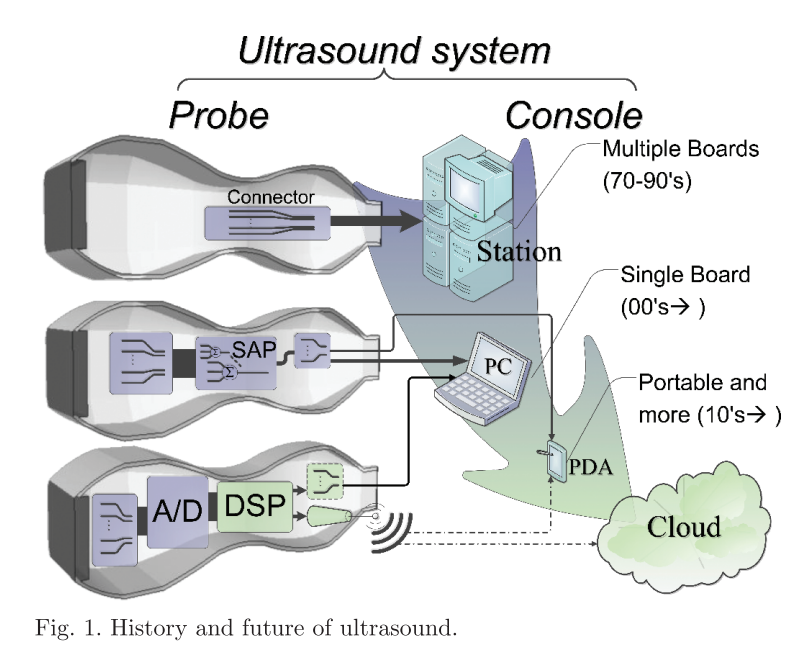 Ultrasound system
Probe
Console
Connector
Station
Multiple Boards
(70-90's)
SAP
Σ
Σ
PC
Single Board
(00's→ )
A/D
DSP
PDA
Portable and
more (10's→ )
Cloud
Fig. 1. History and future of ultrasound.